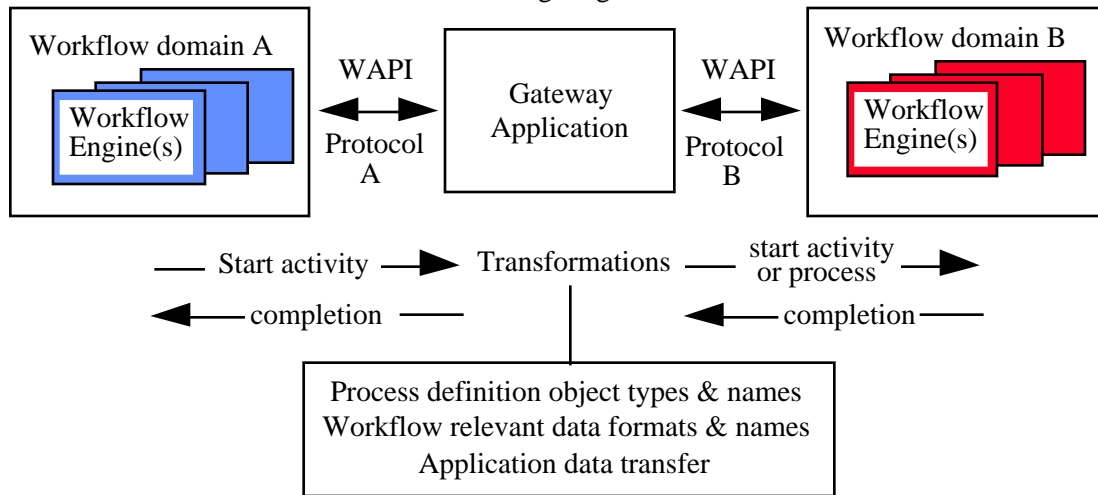 Workflow domain A
Workflow
Engine(s)
WAPI
Protocol
A
Gateway
Application
WAPI
Protocol
B
Workflow domain B
Workflow
Engine(s)
Start activity
Transformations
start activity
or process
completion
completion
Process definition object types & names
Workflow relevant data formats & names
Application data transfer